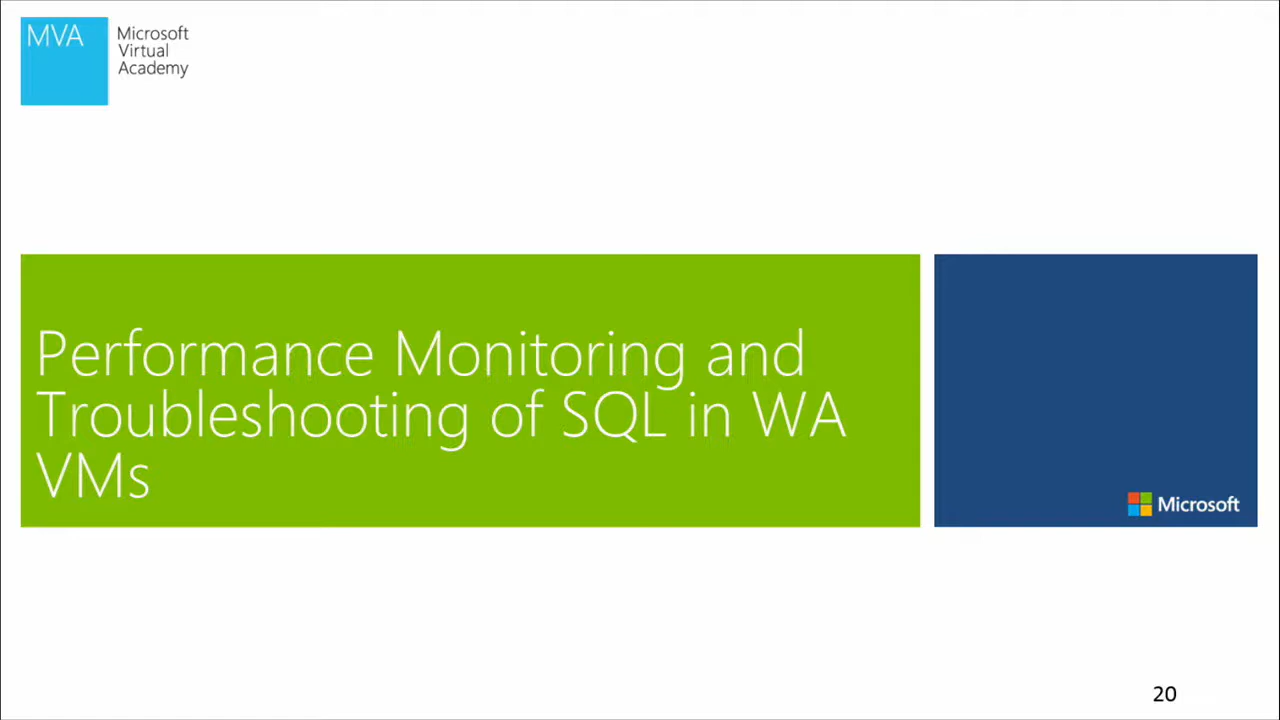 MVA
Microsoft
Virtual
Academy
Performance Monitoring and
Troubleshooting of SQL in WA
VMs
Microsoft
20